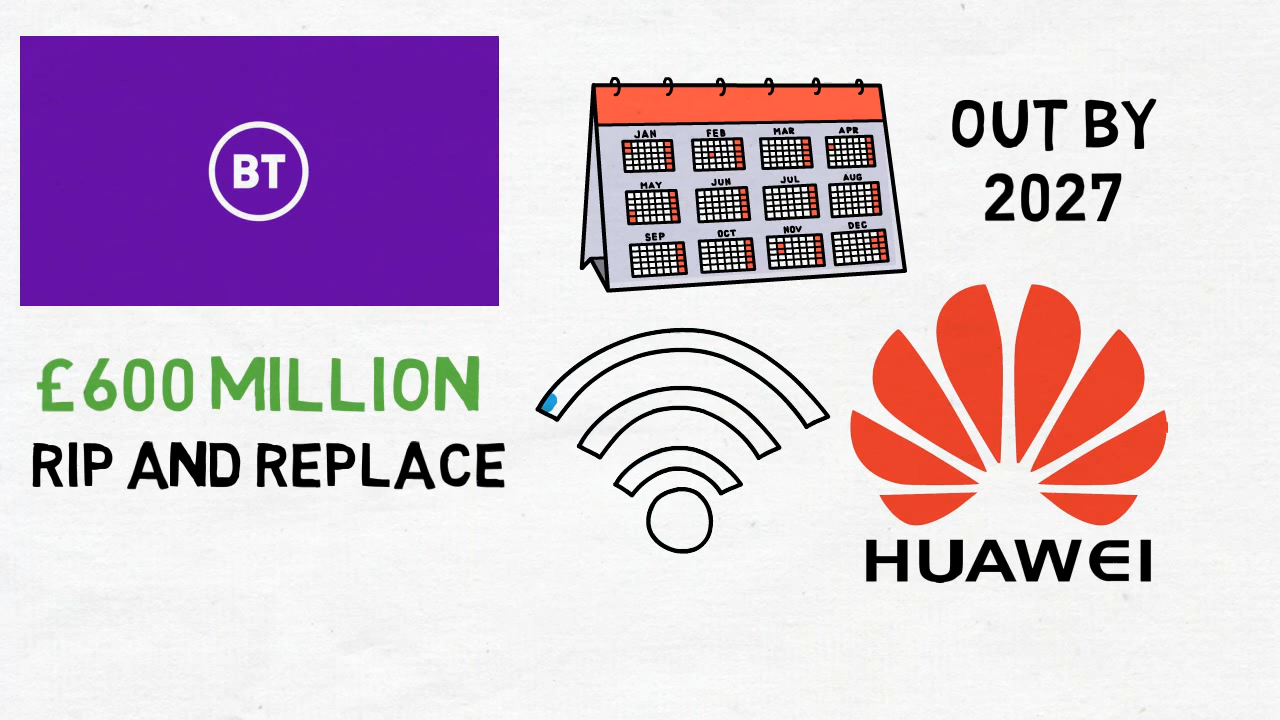 BT
£600 MILLION
RIP AND REPLACE
JAN FEB MAR APR
MAY JUN JUL AUG
SEP OCT NOV DEC
OUT BY
2027
HUAWEI